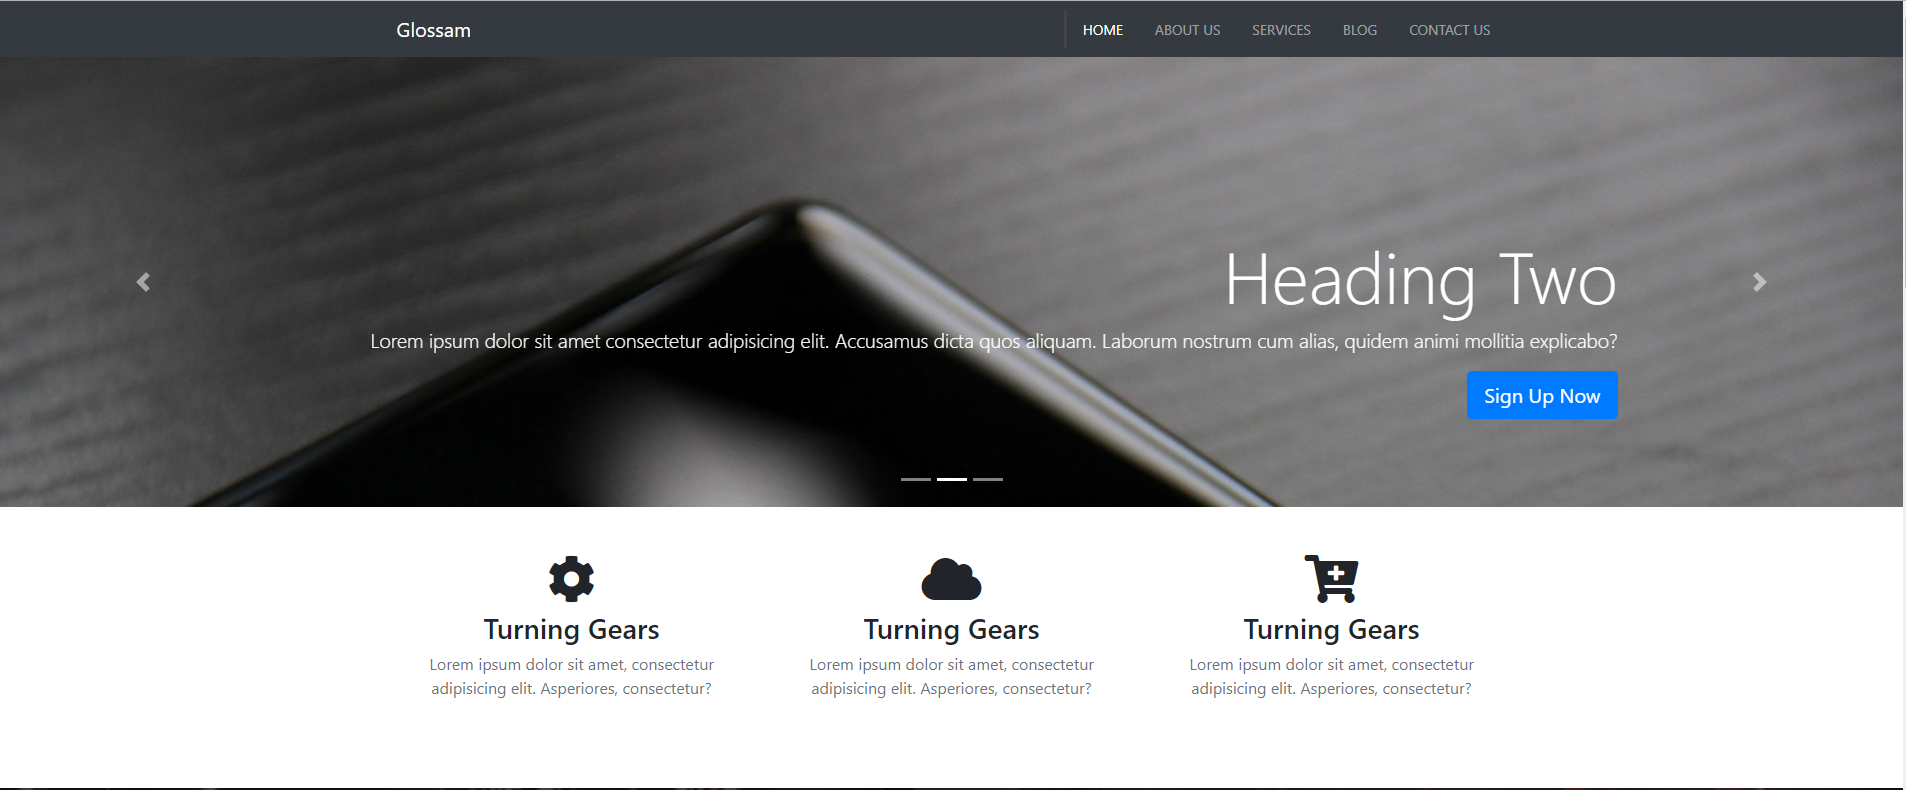 Glossam
HOME ABOUT US SERVICES BLOG CONTACT US
Heading Two
Lorem ipsum dolor sit amet consectetur adipisicing elit. Accusamus dicta quos aliquam. Laborum nostrum cum alias, quidem animi mollitia explicabo?
Sign Up Now
Turning Gears
Lorem ipsum dolor sit amet, consectetur
adipisicing elit. Asperiores, consectetur?
Turning Gears
Lorem ipsum dolor sit amet, consectetur
adipisicing elit. Asperiores, consectetur?
Turning Gears
Lorem ipsum dolor sit amet, consectetur
adipisicing elit. Asperiores, consectetur?